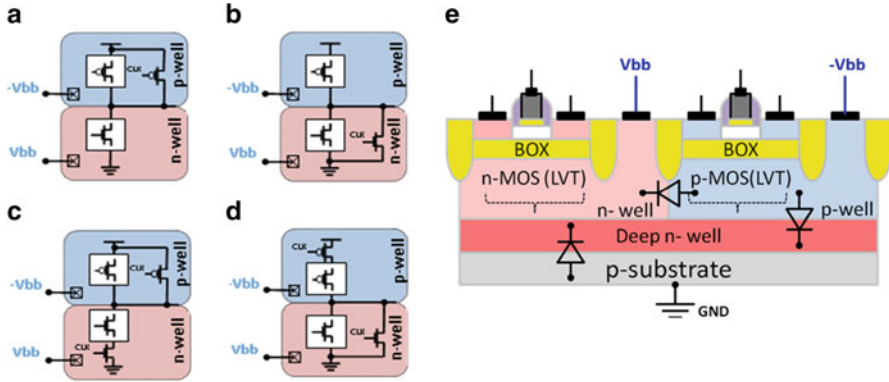 a
CLK
p-well
-Vbb
Vbb
n-well
b
p-well
-Vbb
CLK
Vbb
n-well
c
CLK
p-well
-Vbb
CLK
Vbb
n-well
d
CLK
p-well
-Vbb
CLK
Vbb
n-well
e
Vbb
-Vbb
BOX
BOX
n-MOS (LVT)
p-MOS(LVT)
n- well
p-well
Deep n- well
p-substrate
GND